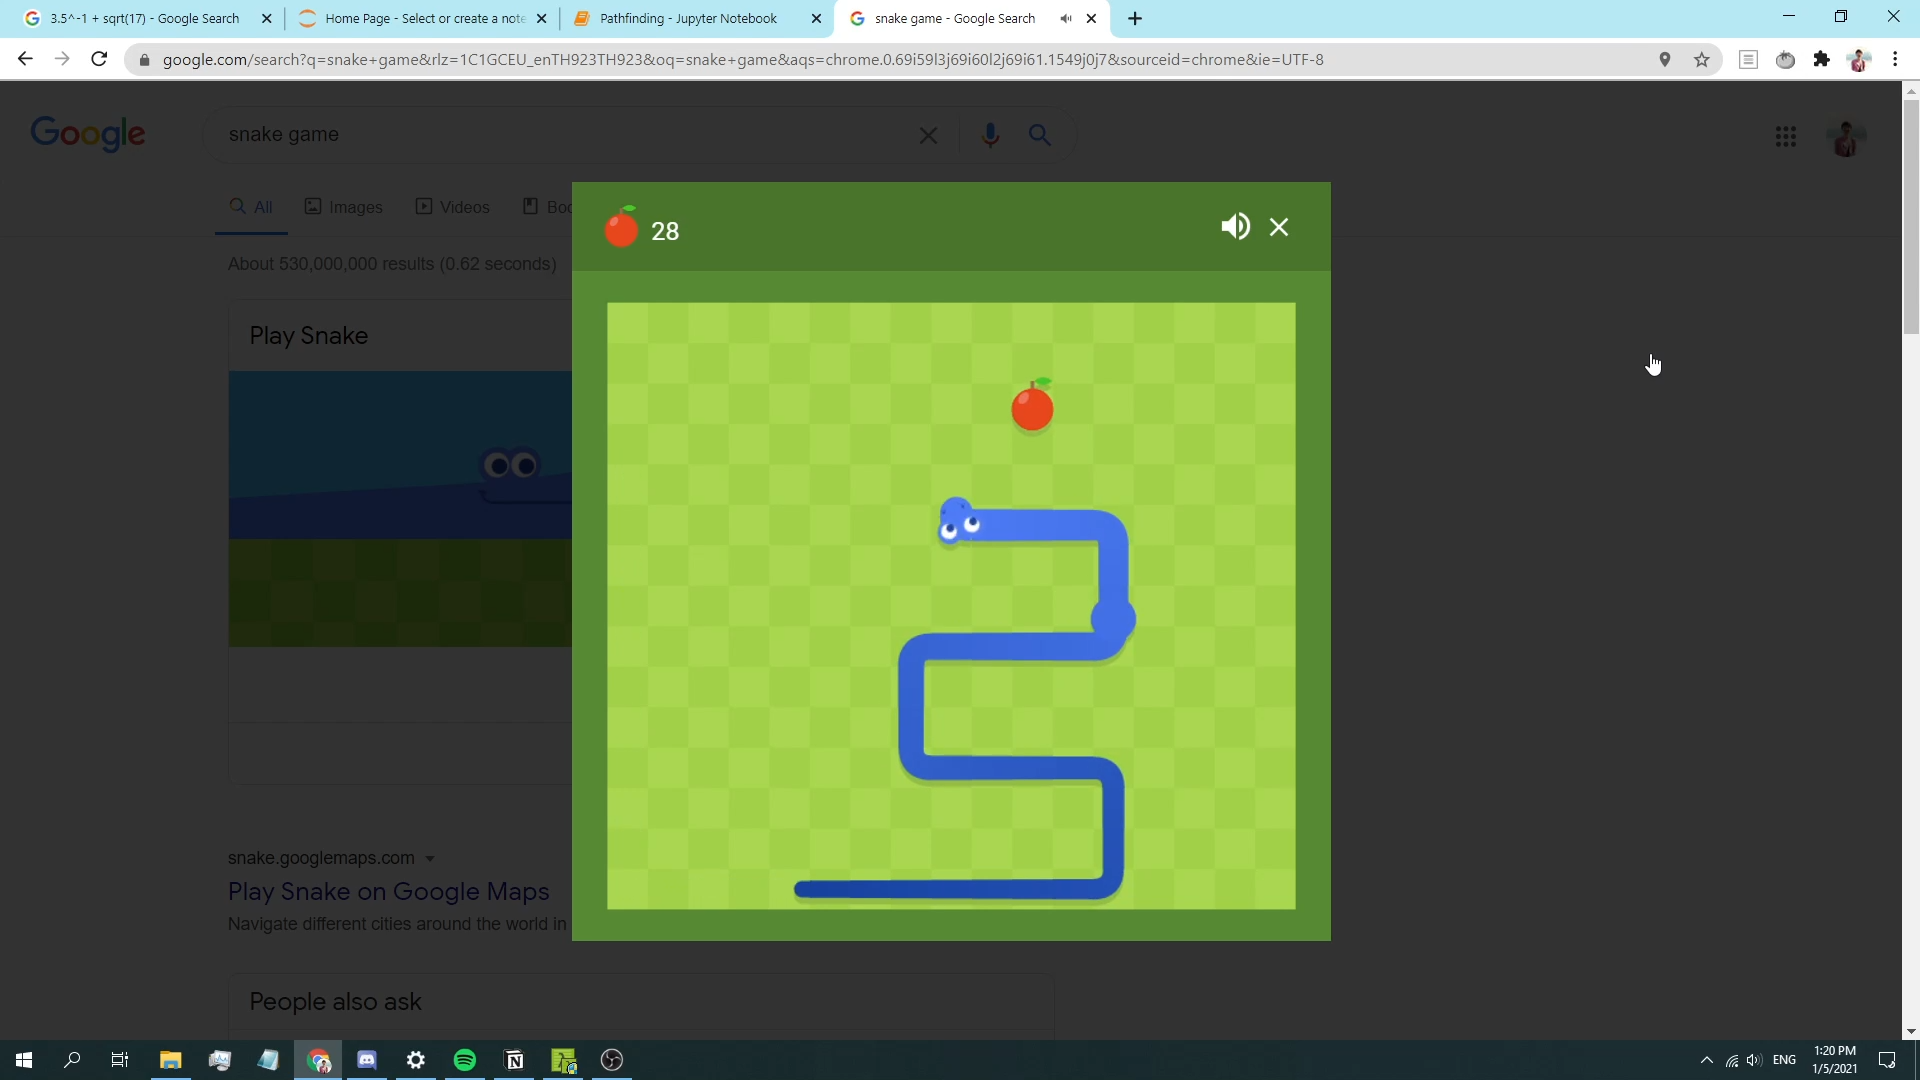 3.5^-1 + sqrt(17) - Google Search
Home Page - Select or create a note
Pathfinding - Jupyter Notebook
snake game - Google Search
google.com/search?q=snake+game&rlz=1C1GCEU_enTH923TH923&oq=snake+game&aqs=chrome.0.69i59l3j69i60l2j69i61.1549j0j7&sourceid=chrome&ie=UTF-8
Google
snake game
All
Images
Videos
Boo
28
About 530,000,000 results (0.62 seconds)
Play Snake
snake.googlemaps.com
Play Snake on Google Maps
Navigate different cities around the world in
People also ask
ENG
1:20 PM
1/5/2021